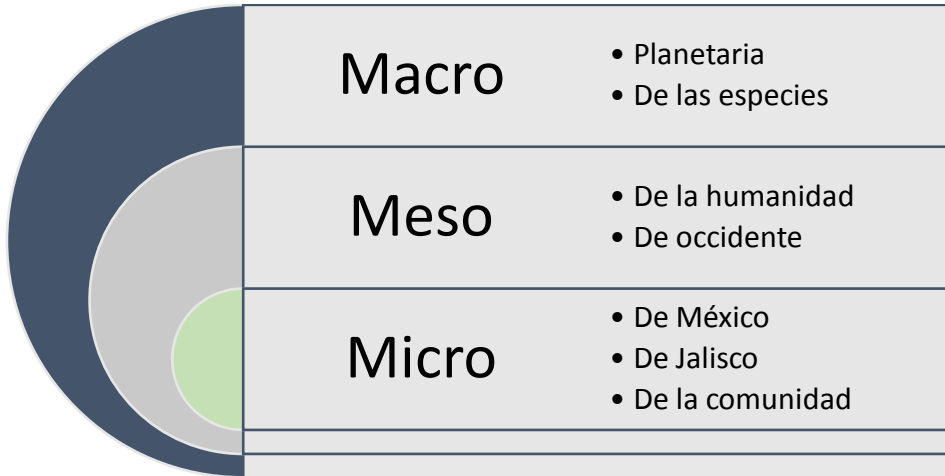 Macro
• Planetaria
• De las especies
Meso
• De la humanidad
• De occidente
Micro
• De México
• De Jalisco
• De la comunidad